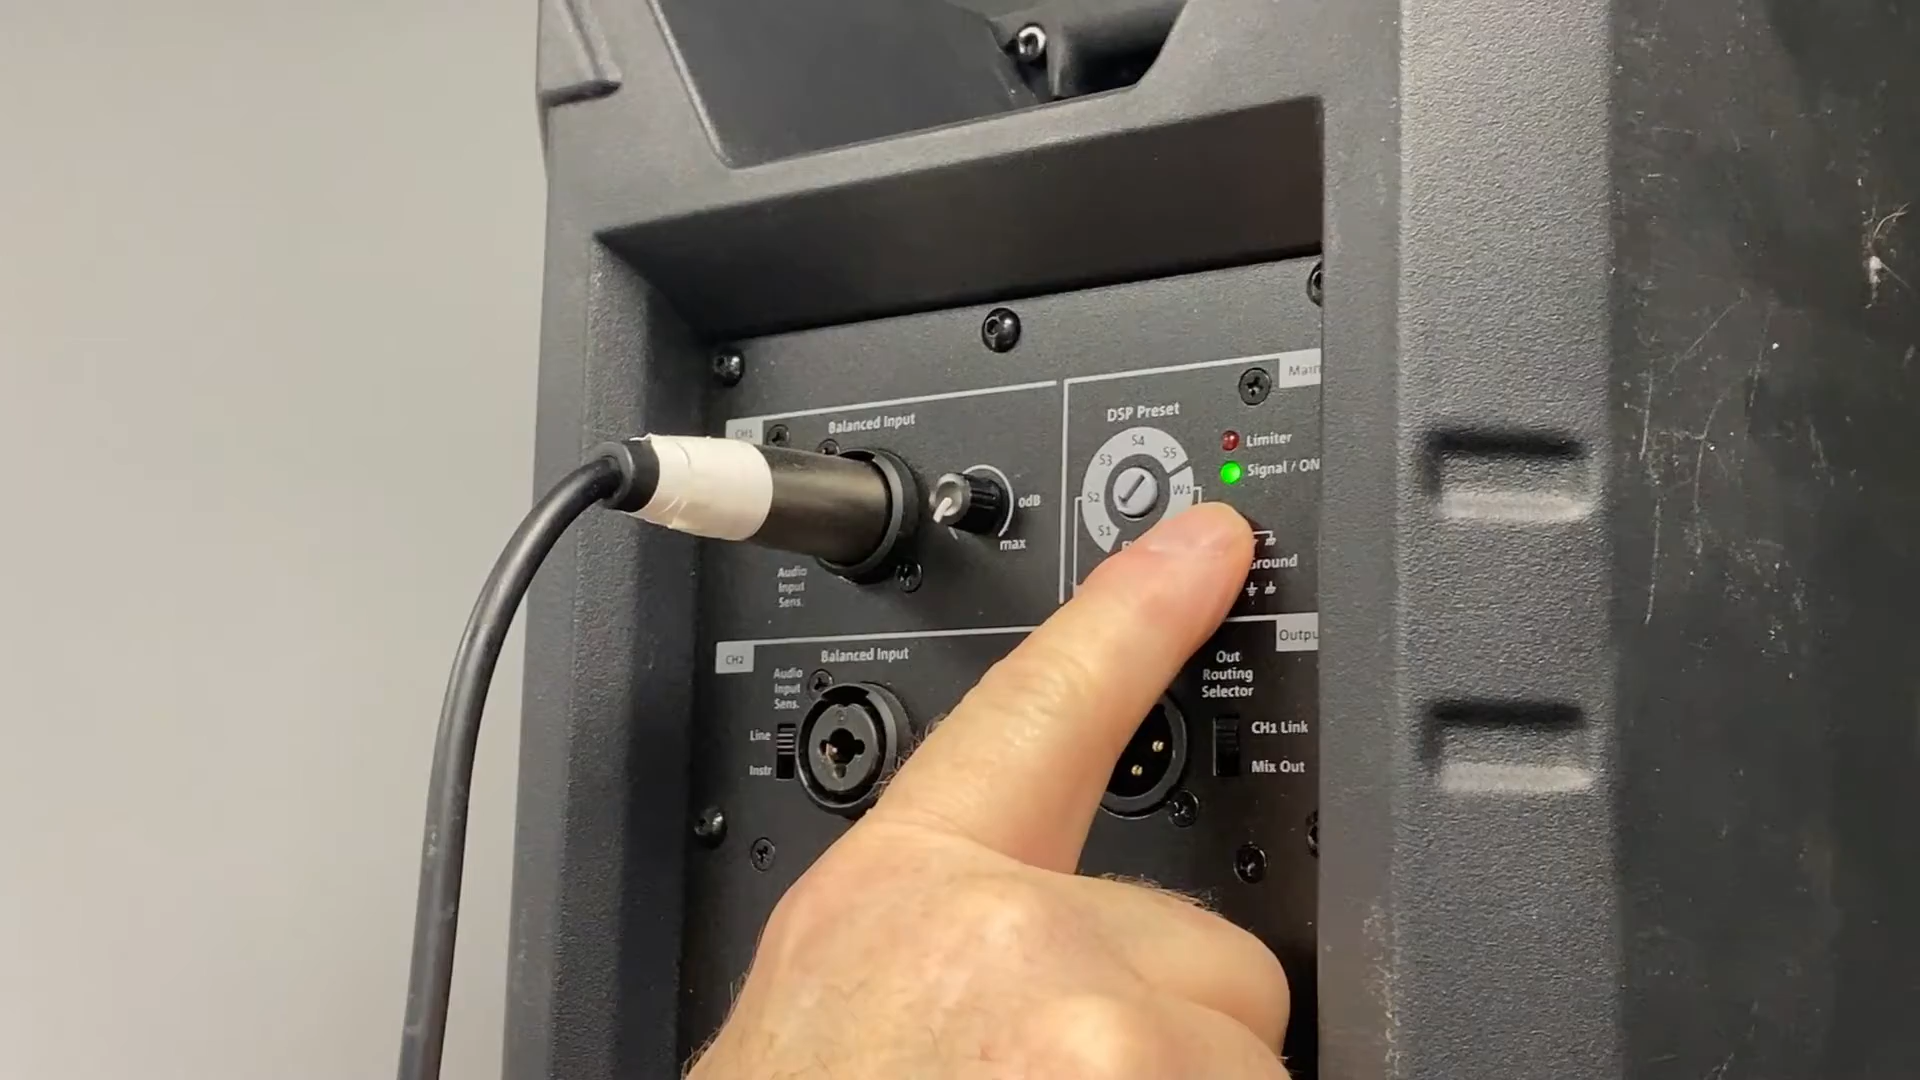 Main
DSP Preset
CH1
Balanced Input
Limiter
Signal / ON
S1
S2
S3
S4
S5
W1
0dB
max
Audio
Input
Sens.
Ground
Output
CH2
Balanced Input
Audio
Input
Sens.
Line
Instr
Out
Routing
Selector
CH1 Link
Mix Out